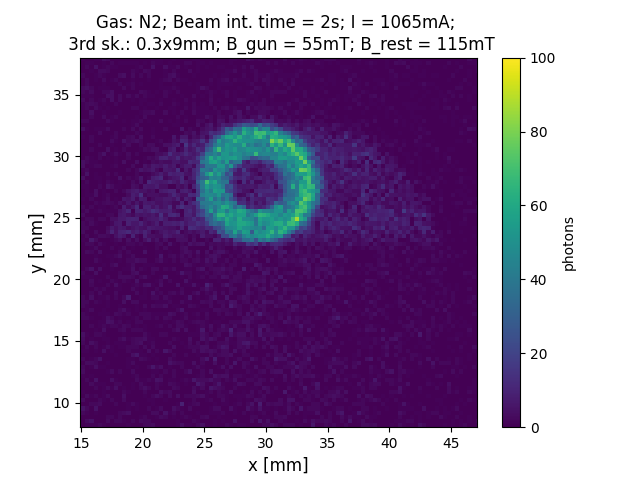 Gas: N2; Beam int. time = 2s; I = 1065mA;
3rd sk.: 0.3x9mm; B_gun = 55mT; B_rest = 115mT
y [mm]
35
30
25
20
15
10
15 20 25 30 35 40 45
x [mm]
100
80
60
40
20
0
photons